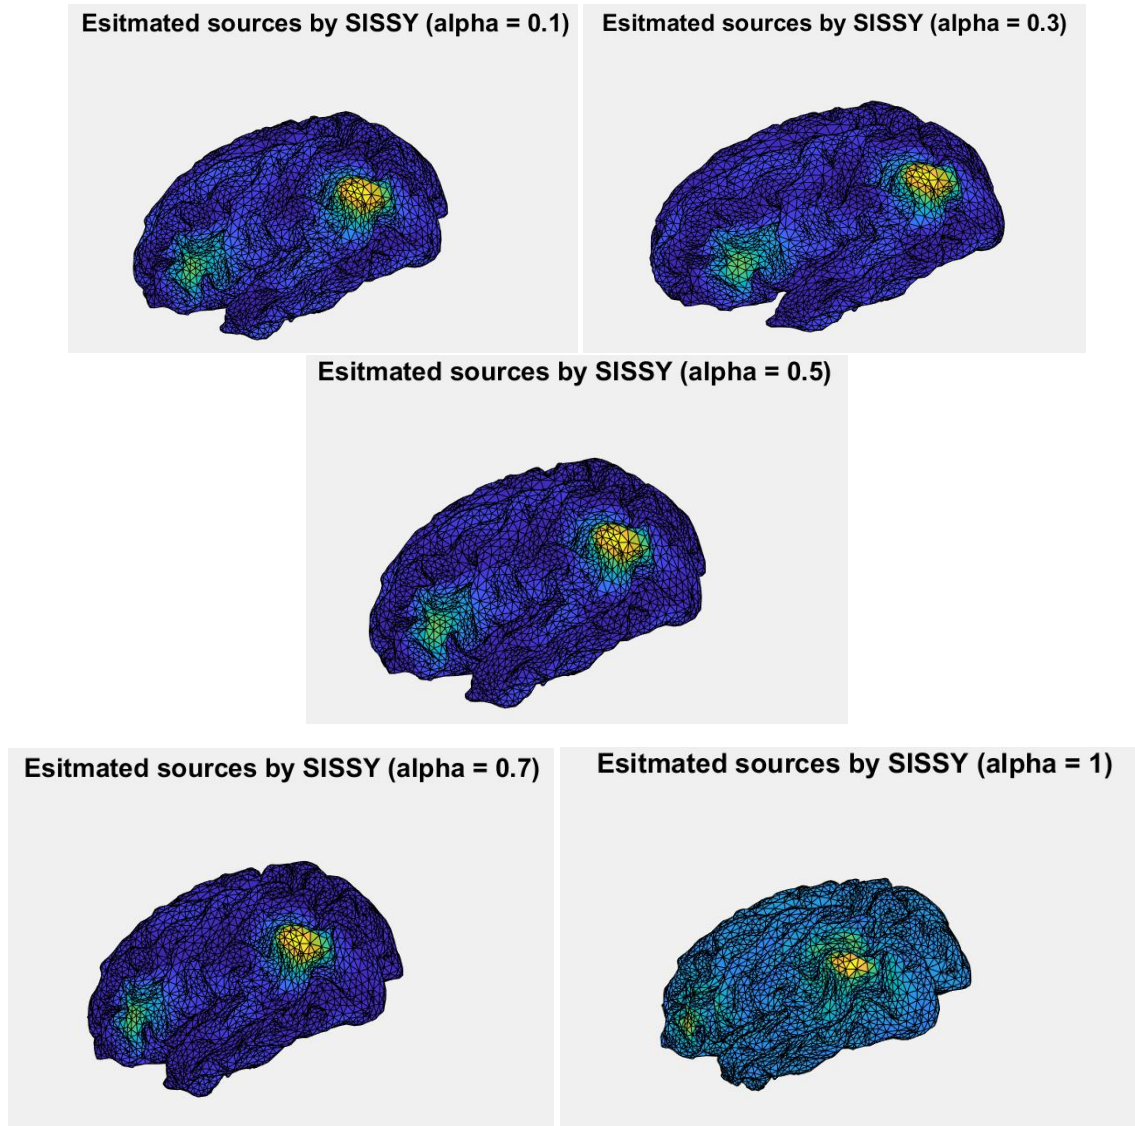 Esitmated sources by SISSY (alpha = 0.1)
Esitmated sources by SISSY (alpha = 0.3)
Esitmated sources by SISSY (alpha = 0.5)
Esitmated sources by SISSY (alpha = 0.7)
Esitmated sources by SISSY (alpha = 1)